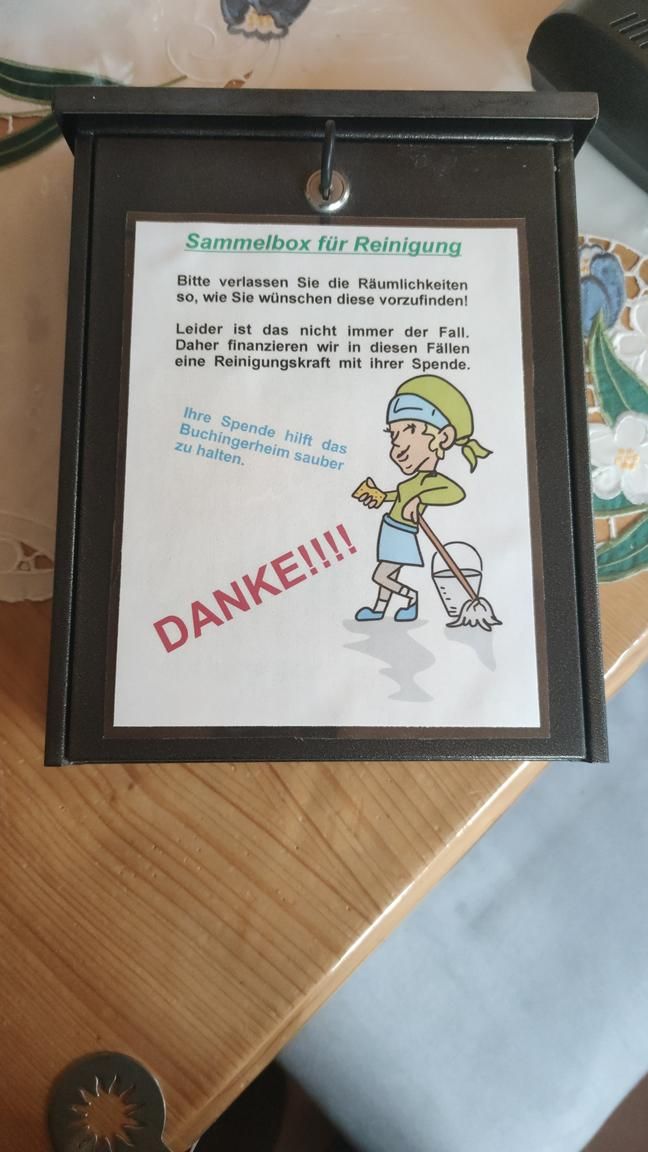 Sammelbox für Reinigung
Bitte verlassen Sie die Räumlichkeiten
so, wie Sie wünschen diese vorzufinden!
Leider ist das nicht immer der Fall.
Daher finanzieren wir in diesen Fällen
eine Reinigungskraft mit ihrer Spende.
Ihre Spende hilft das
Buchingerheim sauber
zu halten.
DANKE!!!!